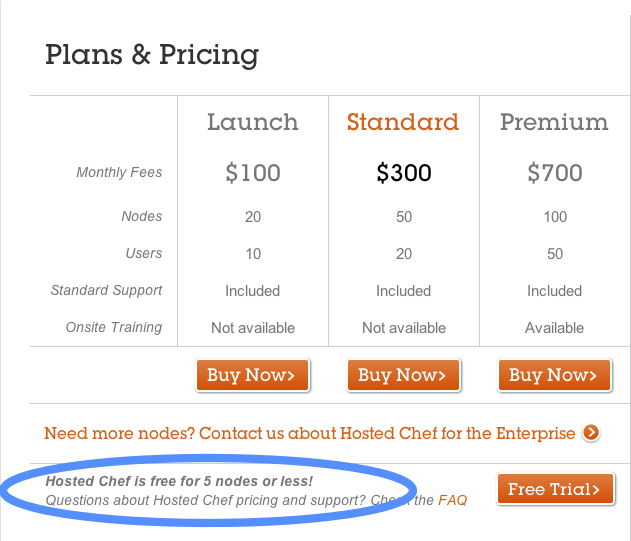 Plans & Pricing
Launch Standard Premium
Monthly Fees $100 $300 $700
Nodes 20 50 100
Users 10 20 50
Standard Support Included Included Included
Onsite Training Not available Not available Available
Buy Now> Buy Now> Buy Now>
Need more nodes? Contact us about Hosted Chef for the Enterprise >
Hosted Chef is free for 5 nodes or less!
Questions about Hosted Chef pricing and support? Check the FAQ
Free Trial>